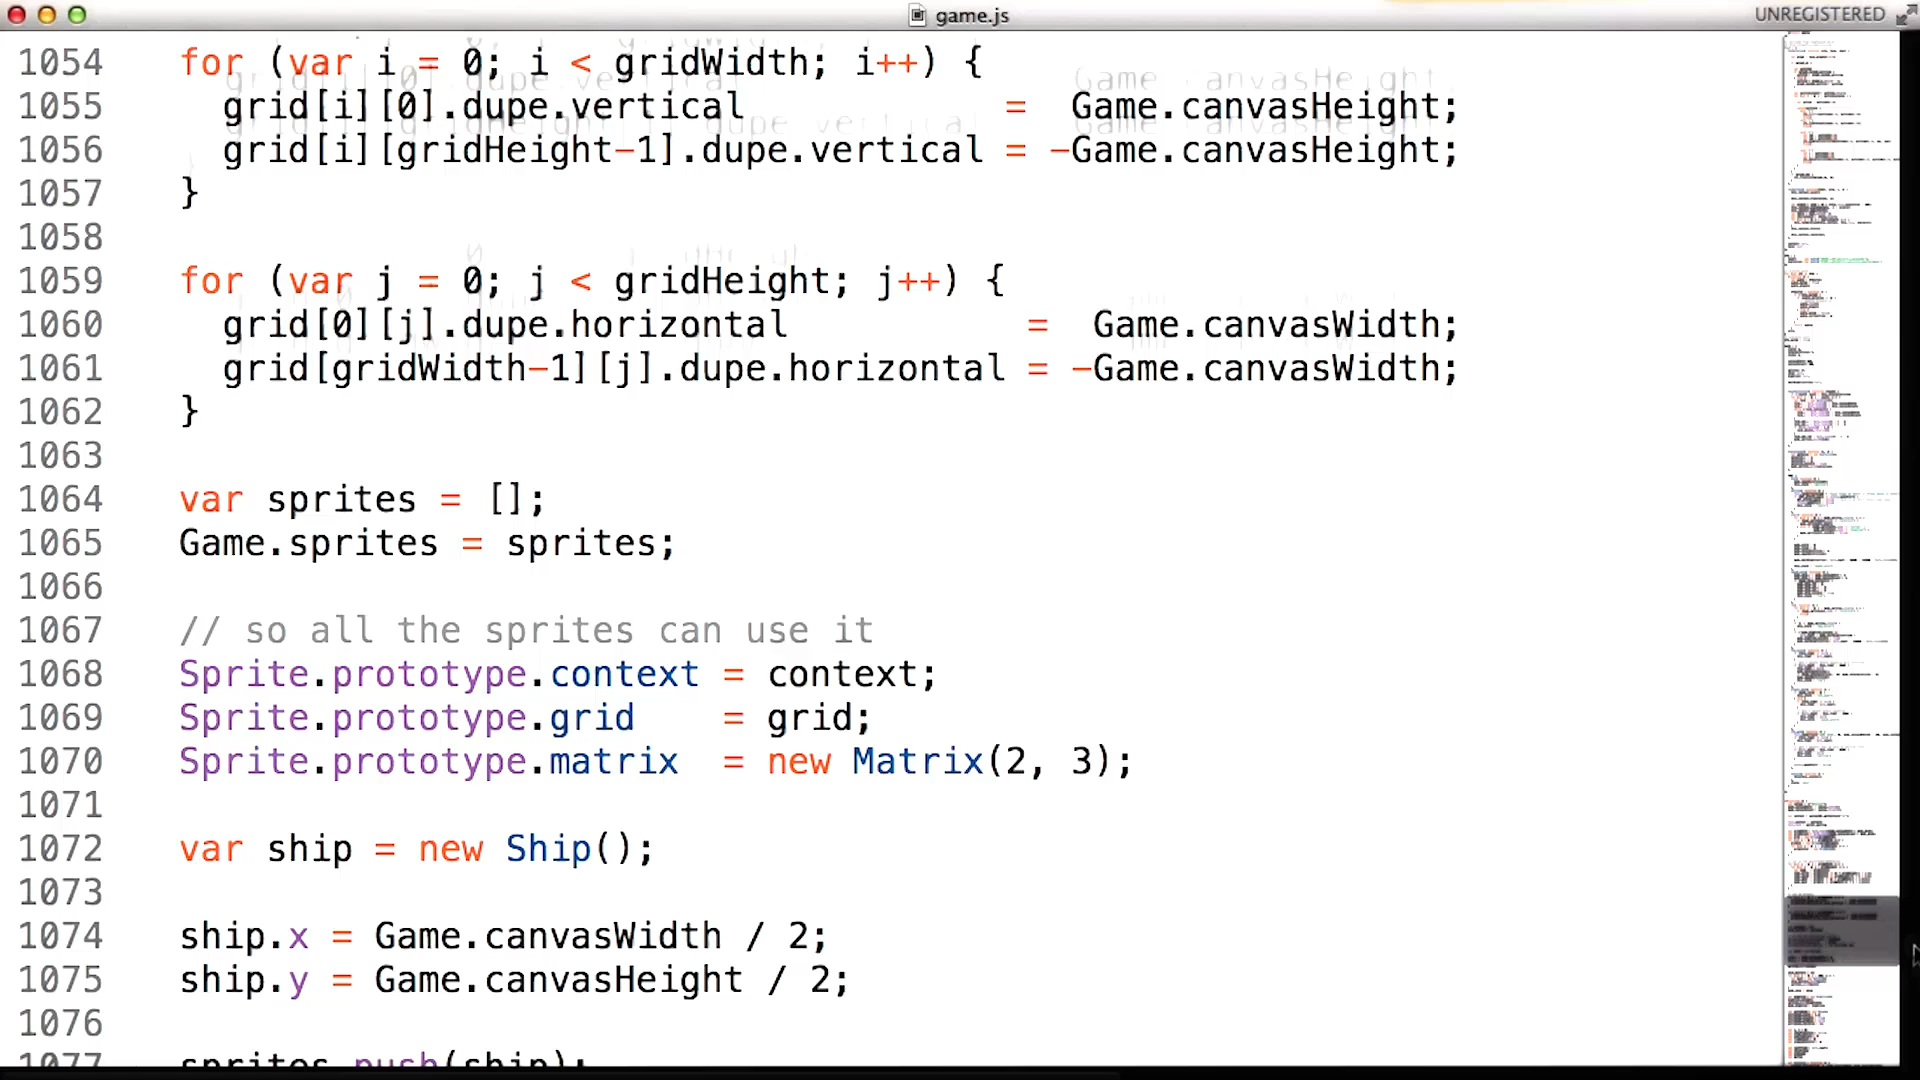 game.js
UNREGISTERED
1054 for (var i = 0; i < gridWidth; i++) {
1055 grid[i][0].dupe.vertical = Game.canvasHeight;
1056 grid[i][gridHeight-1].dupe.vertical = -Game.canvasHeight;
1057 }
1058
1059 for (var j = 0; j < gridHeight; j++) {
1060 grid[0][j].dupe.horizontal = Game.canvasWidth;
1061 grid[gridWidth-1][j].dupe.horizontal = -Game.canvasWidth;
1062 }
1063
1064 var sprites = [];
1065 Game.sprites = sprites;
1066
1067 // so all the sprites can use it
1068 Sprite.prototype.context = context;
1069 Sprite.prototype.grid = grid;
1070 Sprite.prototype.matrix = new Matrix(2, 3);
1071
1072 var ship = new Ship();
1073
1074 ship.x = Game.canvasWidth / 2;
1075 ship.y = Game.canvasHeight / 2;
1076
1077 sprites.push(ship);